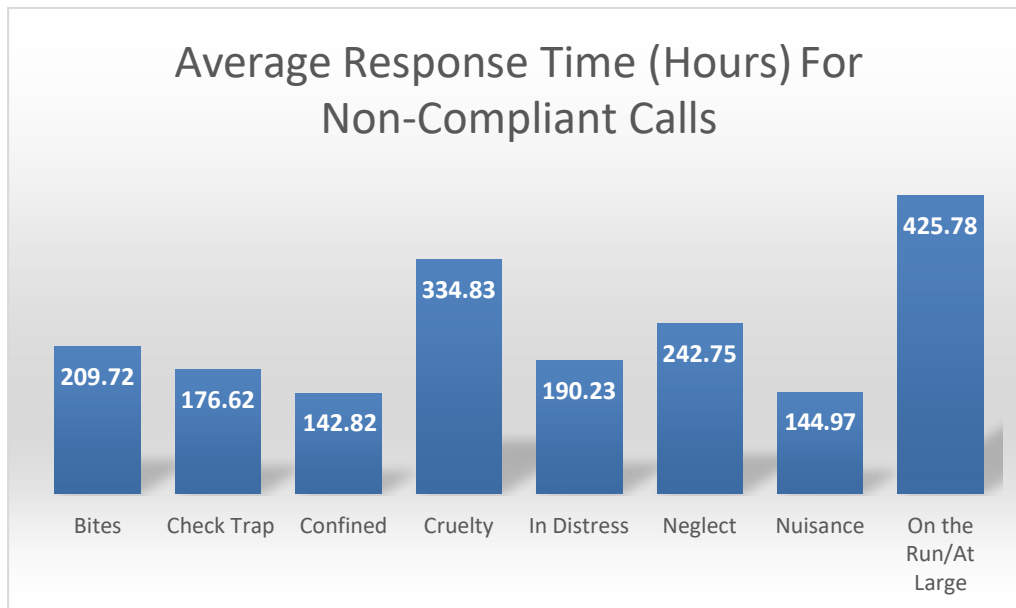 Average Response Time (Hours) For
Non-Compliant Calls
209.72
176.62
142.82
334.83
190.23
242.75
144.97
425.78
Bites
Check Trap
Confined
Cruelty
In Distress
Neglect
Nuisance
On the
Run/At
Large